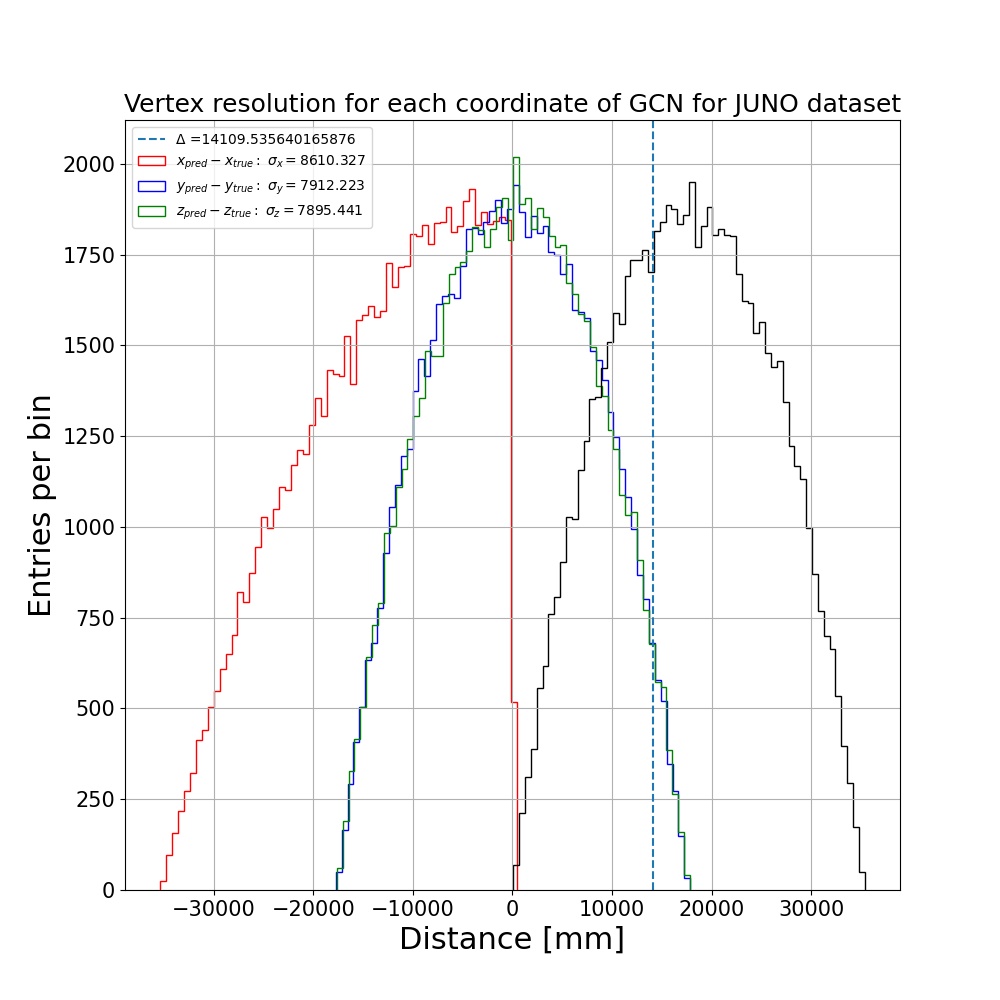 Vertex resolution for each coordinate of GCN for JUNO dataset
Δ =14109.535640165876
x_pred − x_true : σ_x = 8610.327
y_pred − y_true : σ_y = 7912.223
z_pred − z_true : σ_z = 7895.441
2000
1750
1500
1250
1000
750
500
250
0
Entries per bin
−30000 −20000 −10000 0 10000 20000 30000
Distance [mm]